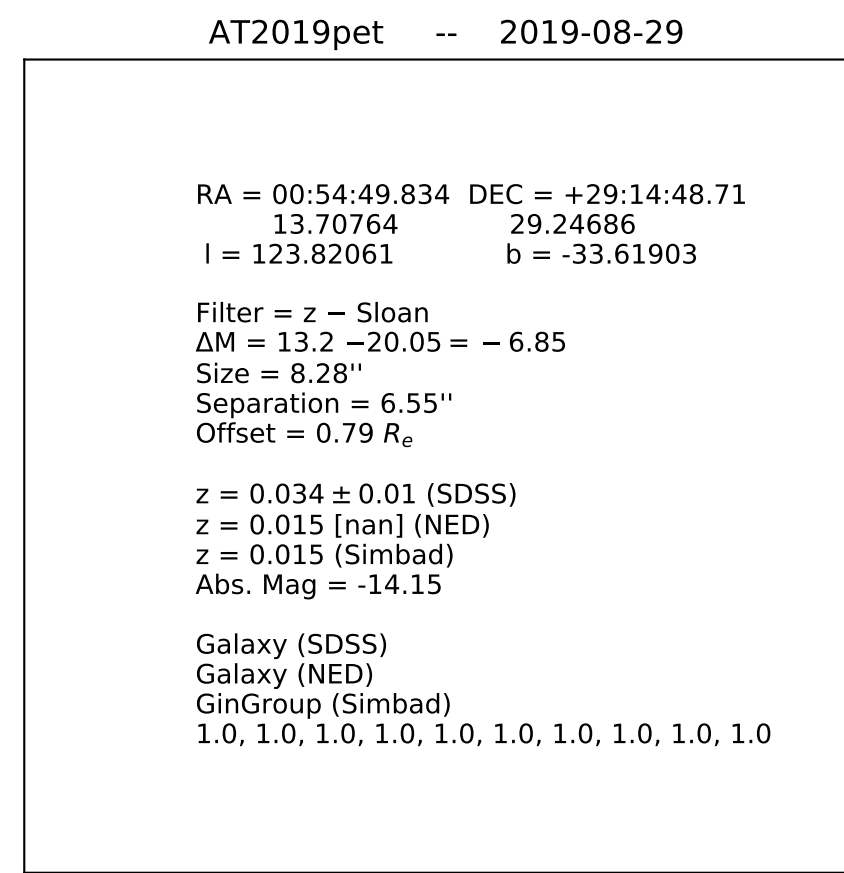 AT2019pet -- 2019-08-29
RA = 00:54:49.834 DEC = +29:14:48.71
13.70764 29.24686
l = 123.82061 b = -33.61903
Filter = z − Sloan
ΔM = 13.2 −20.05 = − 6.85
Size = 8.28''
Separation = 6.55''
Offset = 0.79 Rₑ
z = 0.034 ± 0.01 (SDSS)
z = 0.015 [nan] (NED)
z = 0.015 (Simbad)
Abs. Mag = -14.15
Galaxy (SDSS)
Galaxy (NED)
GinGroup (Simbad)
1.0, 1.0, 1.0, 1.0, 1.0, 1.0, 1.0, 1.0, 1.0, 1.0